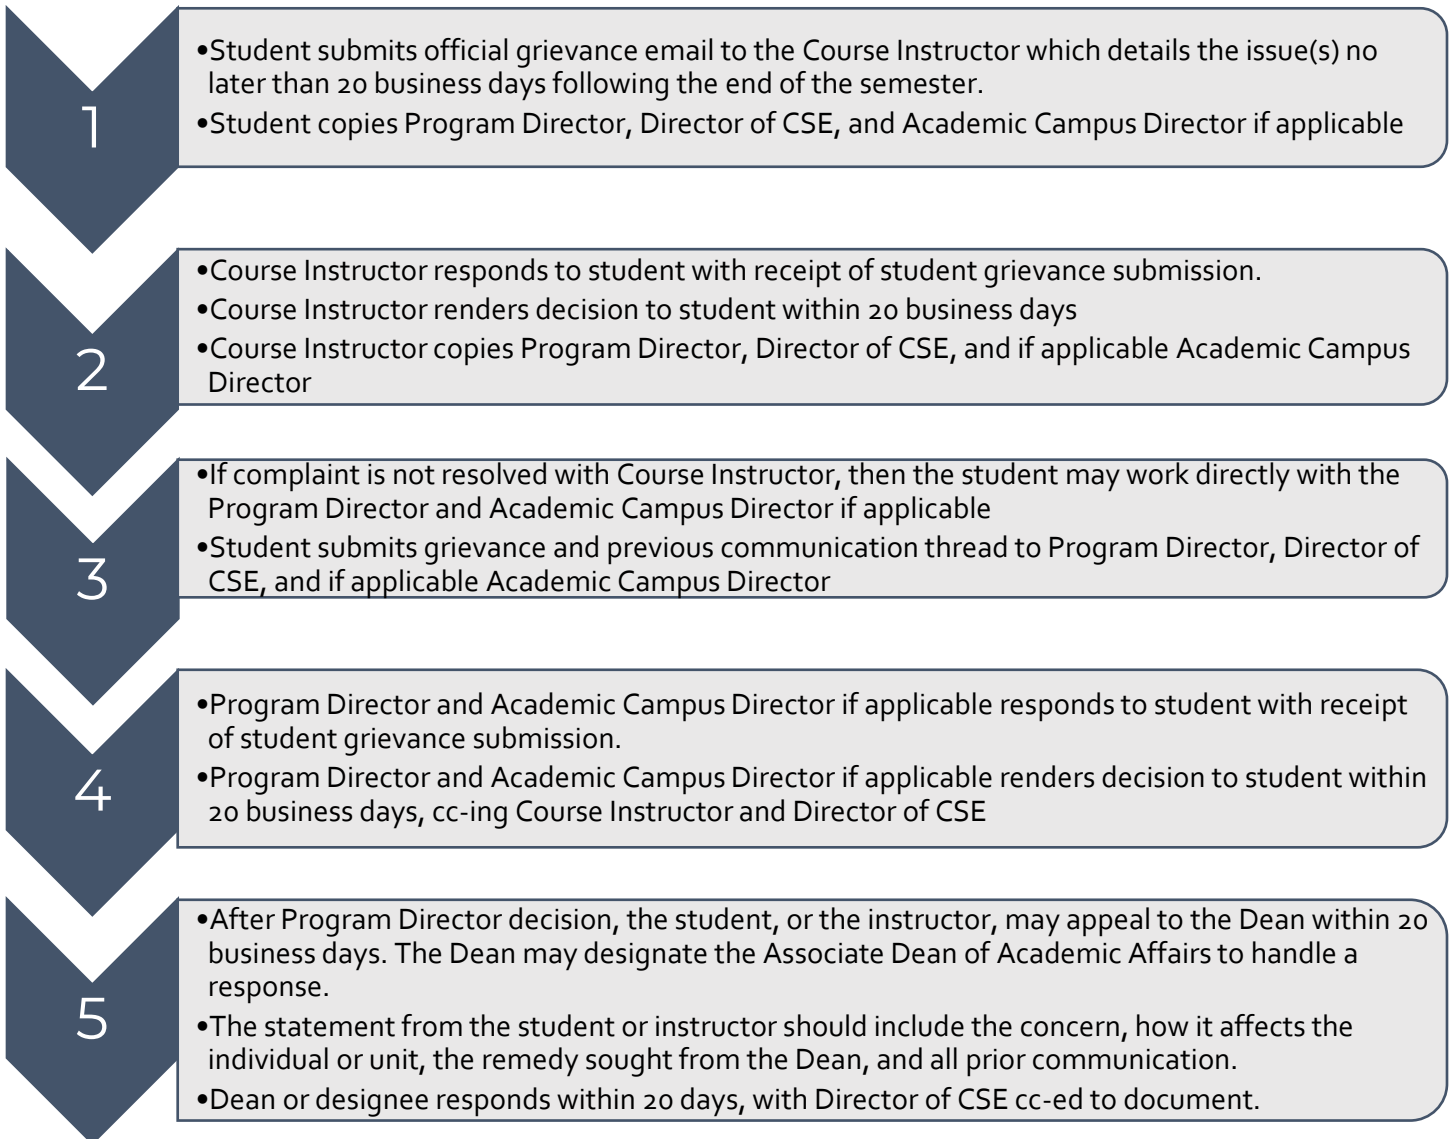 1
•Student submits official grievance email to the Course Instructor which details the issue(s) no
later than 20 business days following the end of the semester.
•Student copies Program Director, Director of CSE, and Academic Campus Director if applicable
2
•Course Instructor responds to student with receipt of student grievance submission.
•Course Instructor renders decision to student within 20 business days
•Course Instructor copies Program Director, Director of CSE, and if applicable Academic Campus
Director
3
•If complaint is not resolved with Course Instructor, then the student may work directly with the
Program Director and Academic Campus Director if applicable
•Student submits grievance and previous communication thread to Program Director, Director of
CSE, and if applicable Academic Campus Director
4
•Program Director and Academic Campus Director if applicable responds to student with receipt
of student grievance submission.
•Program Director and Academic Campus Director if applicable renders decision to student within
20 business days, cc-ing Course Instructor and Director of CSE
5
•After Program Director decision, the student, or the instructor, may appeal to the Dean within 20
business days. The Dean may designate the Associate Dean of Academic Affairs to handle a
response.
•The statement from the student or instructor should include the concern, how it affects the
individual or unit, the remedy sought from the Dean, and all prior communication.
•Dean or designee responds within 20 days, with Director of CSE cc-ed to document.